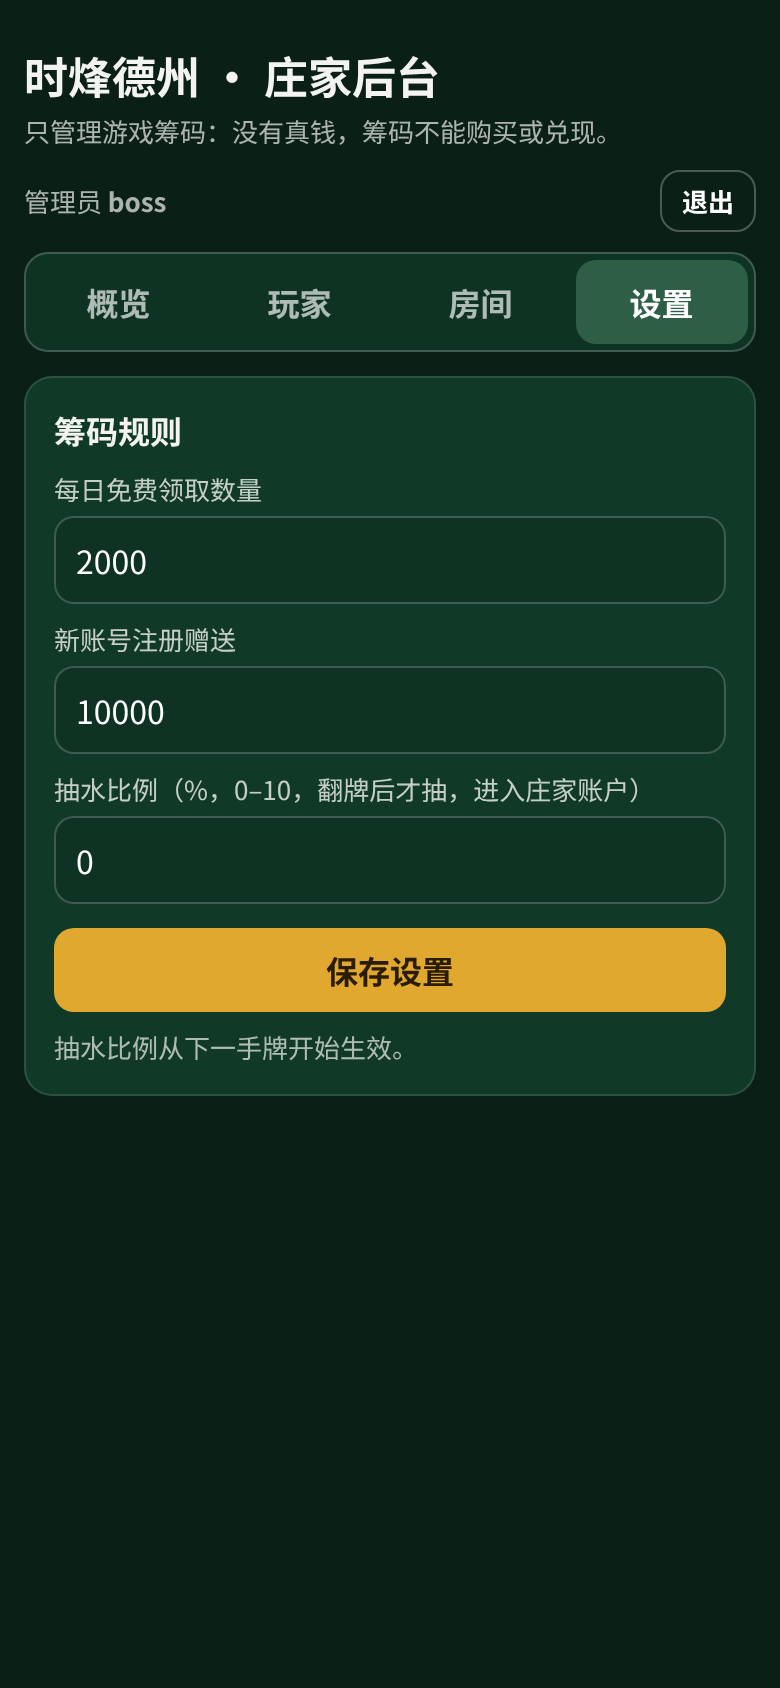 时烽德州 · 庄家后台
只管理游戏筹码：没有真钱，筹码不能购买或兑现。
管理员 boss
退出
概览
玩家
房间
设置
筹码规则
每日免费领取数量
2000
新账号注册赠送
10000
抽水比例（%，0–10，翻牌后才抽，进入庄家账户）
0
保存设置
抽水比例从下一手牌开始生效。